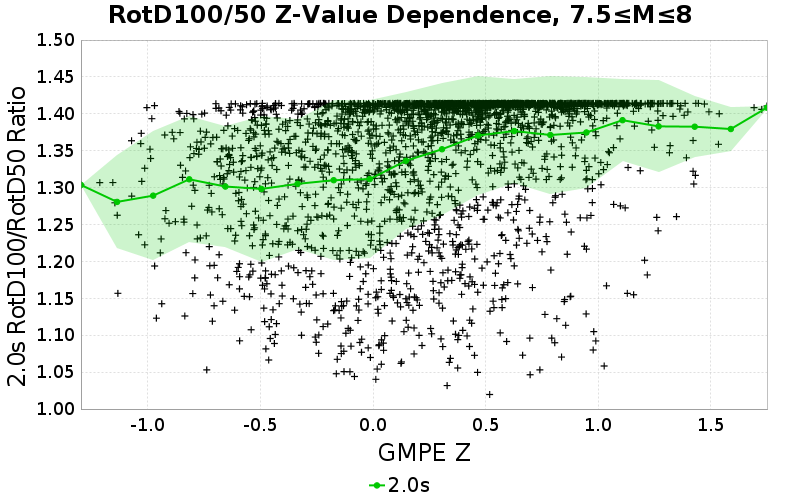 RotD100/50 Z-Value Dependence, 7.5≤M≤8
2.0s RotD100/RotD50 Ratio
1.50
1.45
1.40
1.35
1.30
1.25
1.20
1.15
1.10
1.05
1.00
-1.0 -0.5 0.0 0.5 1.0 1.5
GMPE Z
2.0s